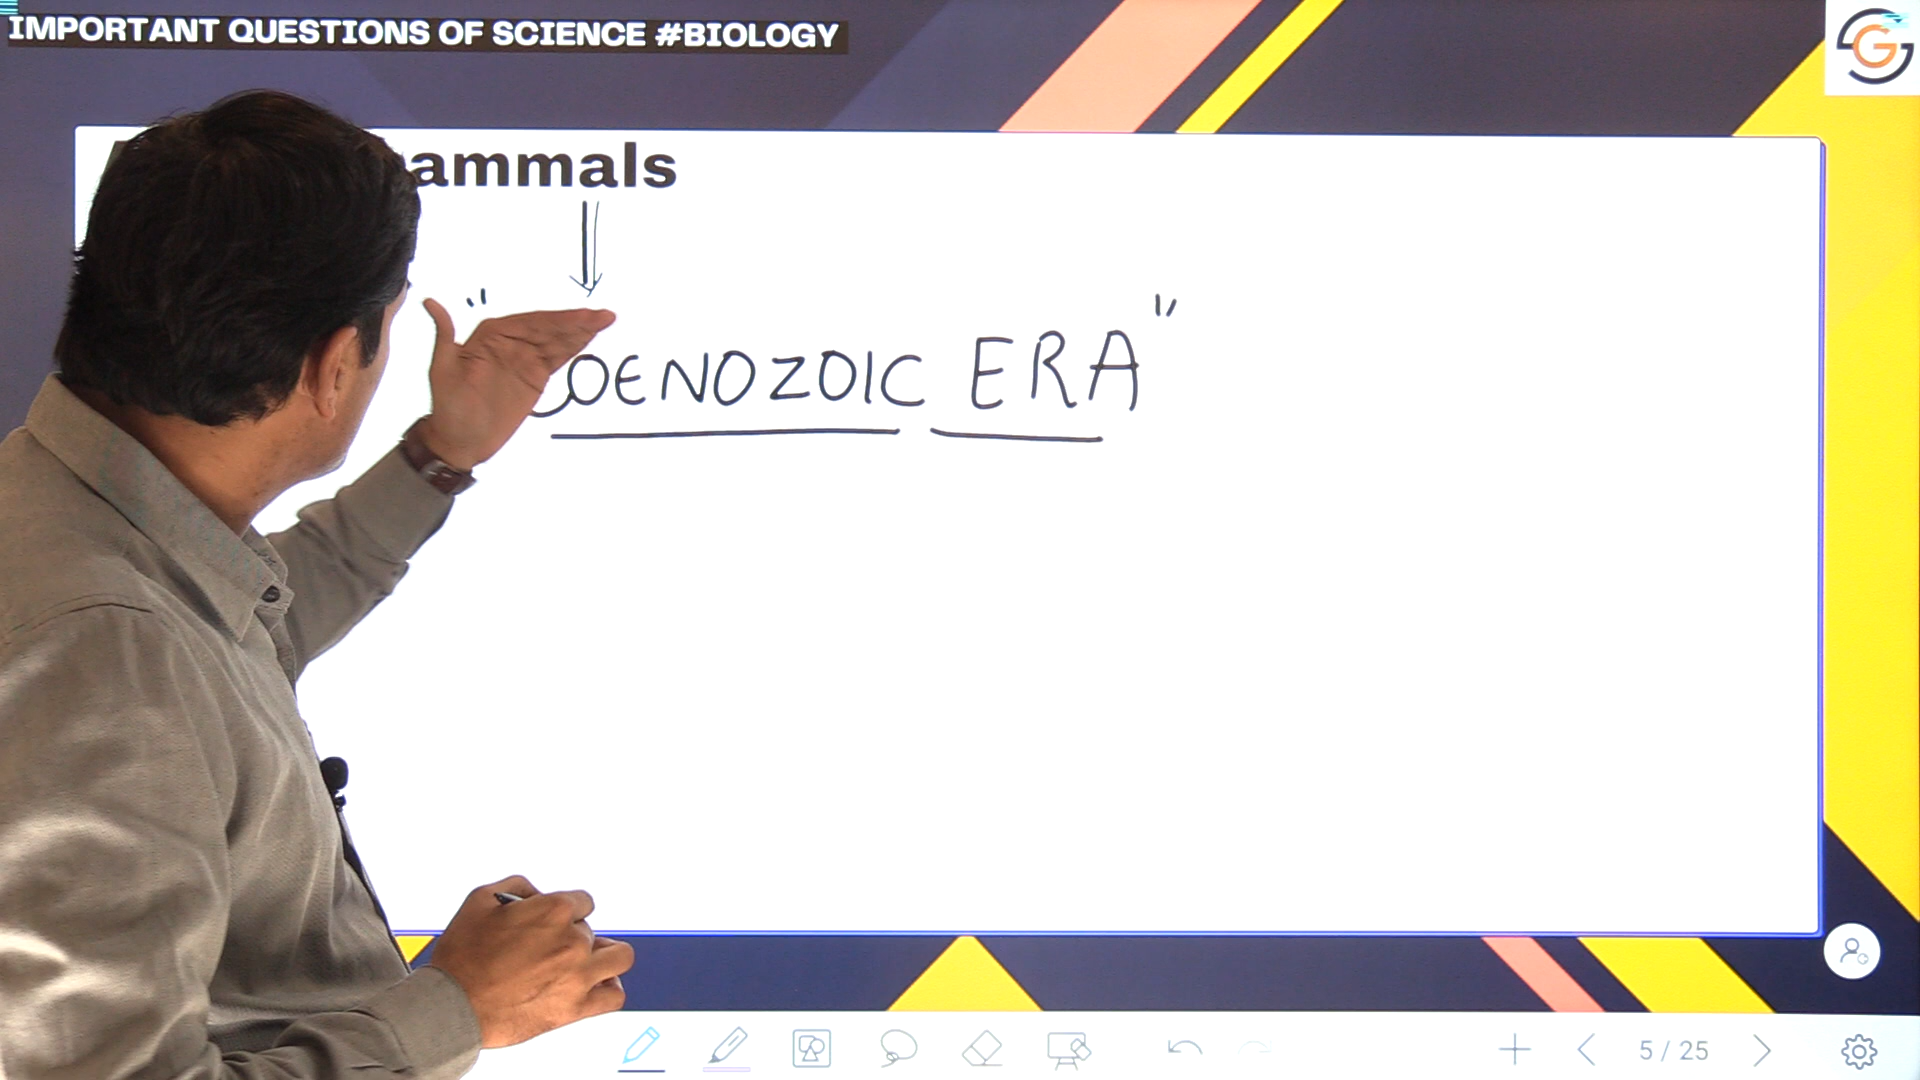 IMPORTANT QUESTIONS OF SCIENCE #BIOLOGY
ammals
"OENOZOIC ERA"
5 / 25